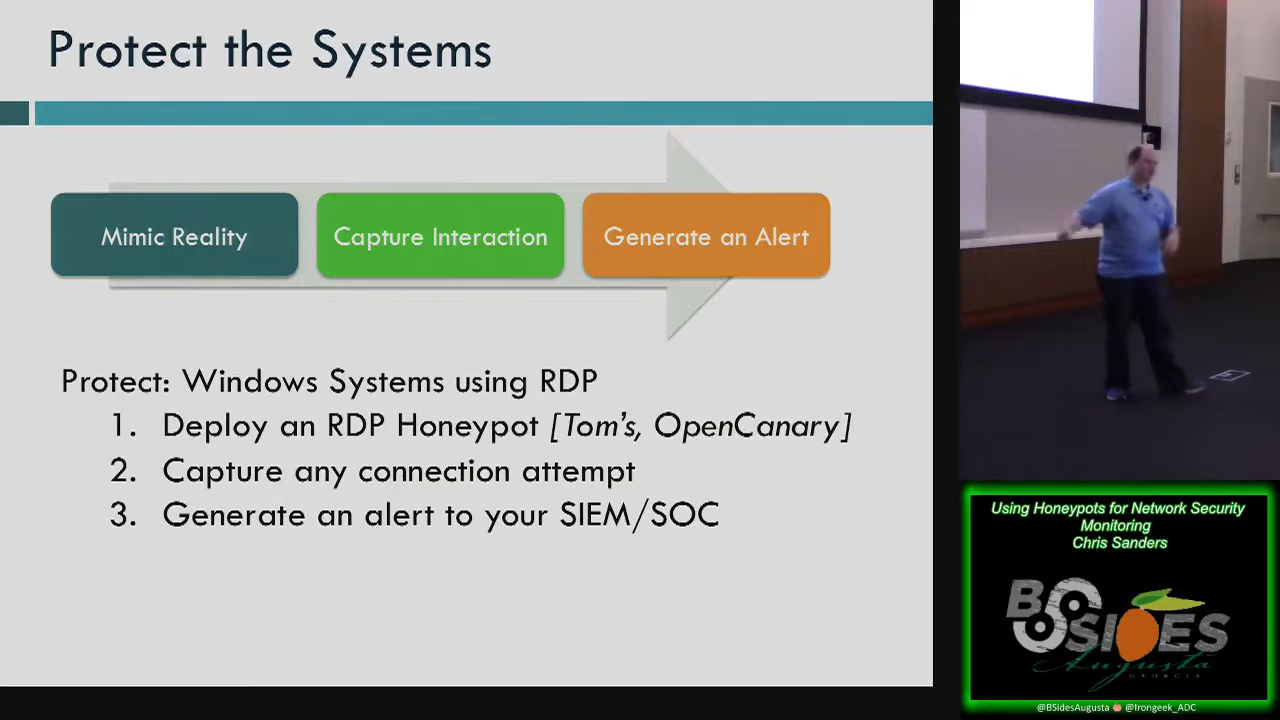 Protect the Systems
Mimic Reality
Capture Interaction
Generate an Alert
Protect: Windows Systems using RDP
1. Deploy an RDP Honeypot [Tom's, OpenCanary]
2. Capture any connection attempt
3. Generate an alert to your SIEM/SOC
Using Honeypots for Network Security
Monitoring
Chris Sanders
BSIDES
Augusta
GEORGIA
@BSidesAugusta @Irongeek_ADC